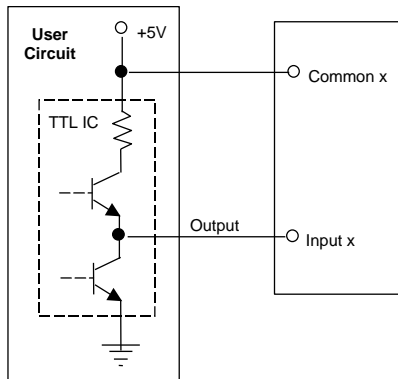 User
Circuit
+5V
TTL IC
Output
Common x
Input x